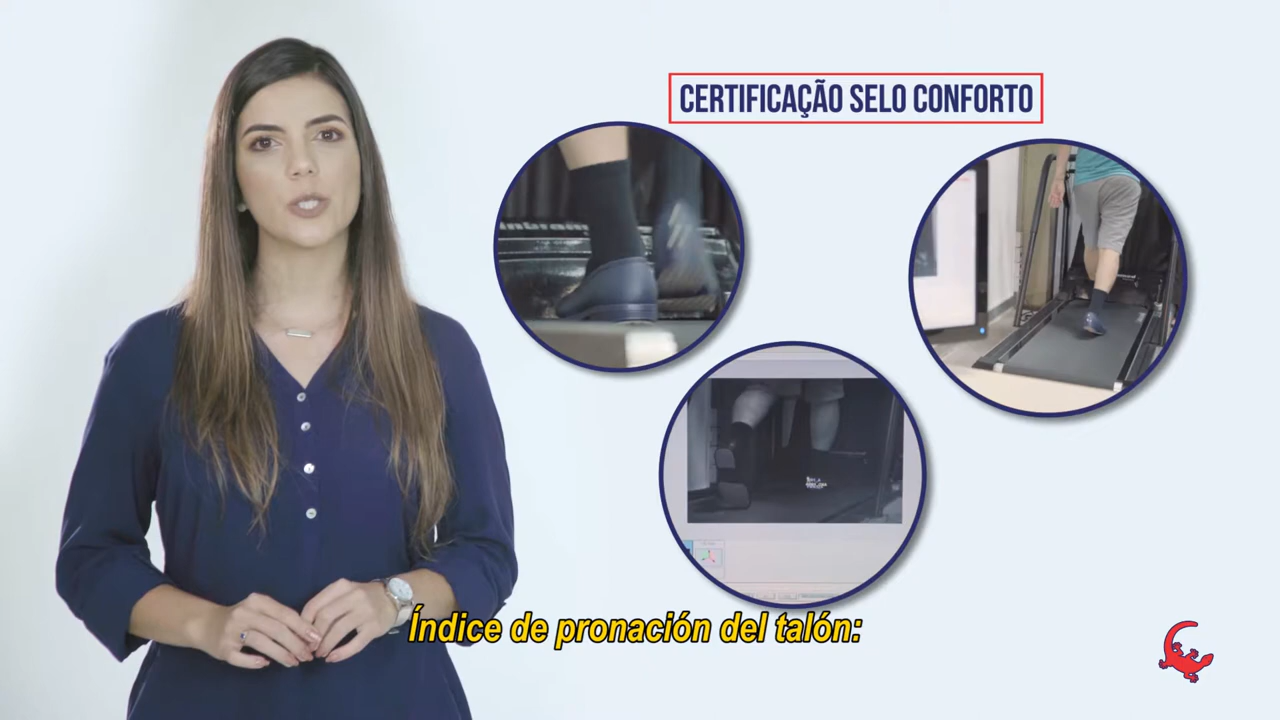 CERTIFICAÇÃO SELO CONFORTO
Índice de pronación del talón: